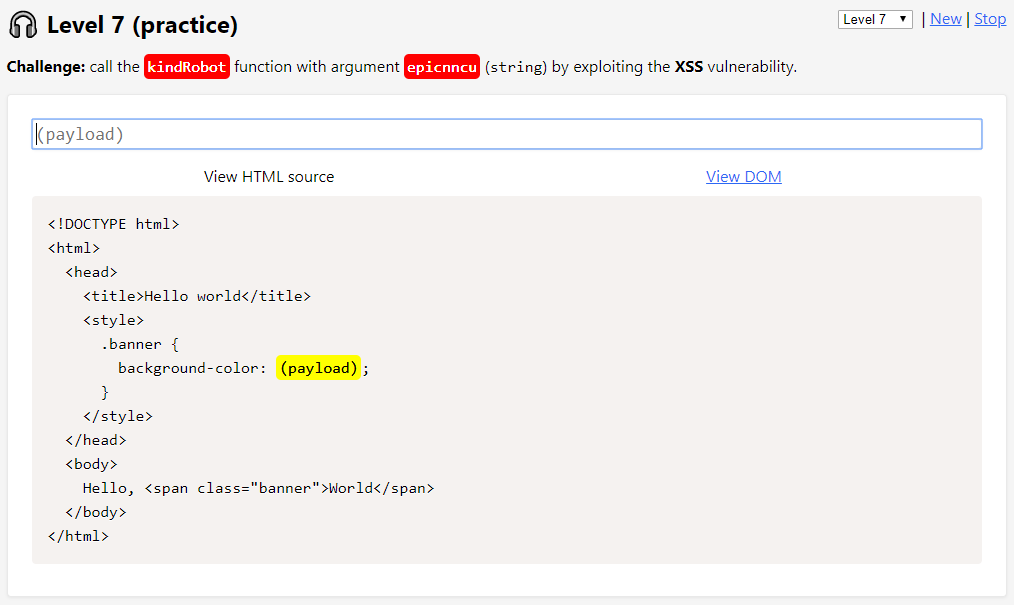 Level 7 (practice)
Level 7 ▼ | New | Stop
Challenge: call the kindRobot function with argument epicnncu (string) by exploiting the XSS vulnerability.
(payload)
View HTML source
View DOM
<!DOCTYPE html>
<html>
  <head>
    <title>Hello world</title>
    <style>
      .banner {
        background-color: (payload);
      }
    </style>
  </head>
  <body>
    Hello, <span class="banner">World</span>
  </body>
</html>